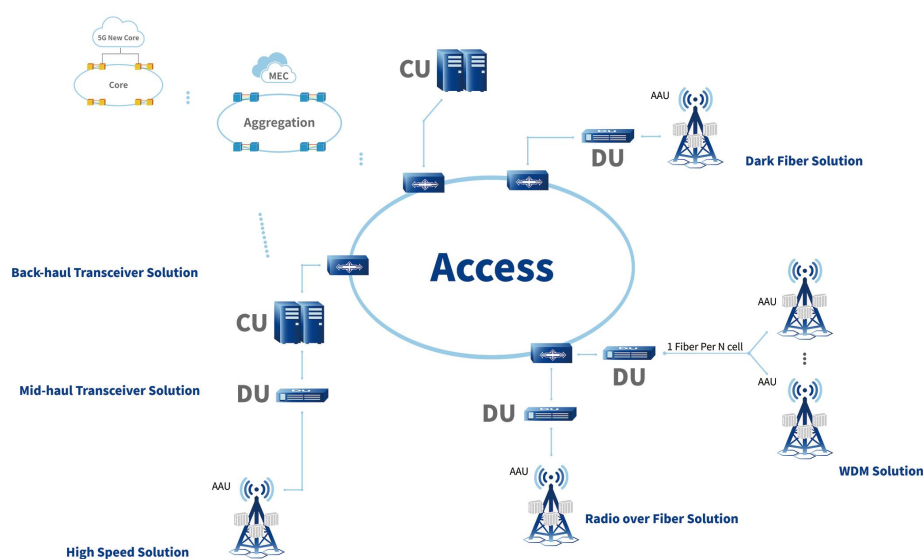 5G New Core
Core
MEC
Aggregation
CU
AAU
DU
DU
Dark Fiber Solution
Access
Back-haul Transceiver Solution
CU
AAU
1 Fiber Per N cell
DU
Mid-haul Transceiver Solution
DU
DU
AAU
DU
DU
WDM Solution
AAU
AAU
Radio over Fiber Solution
High Speed Solution